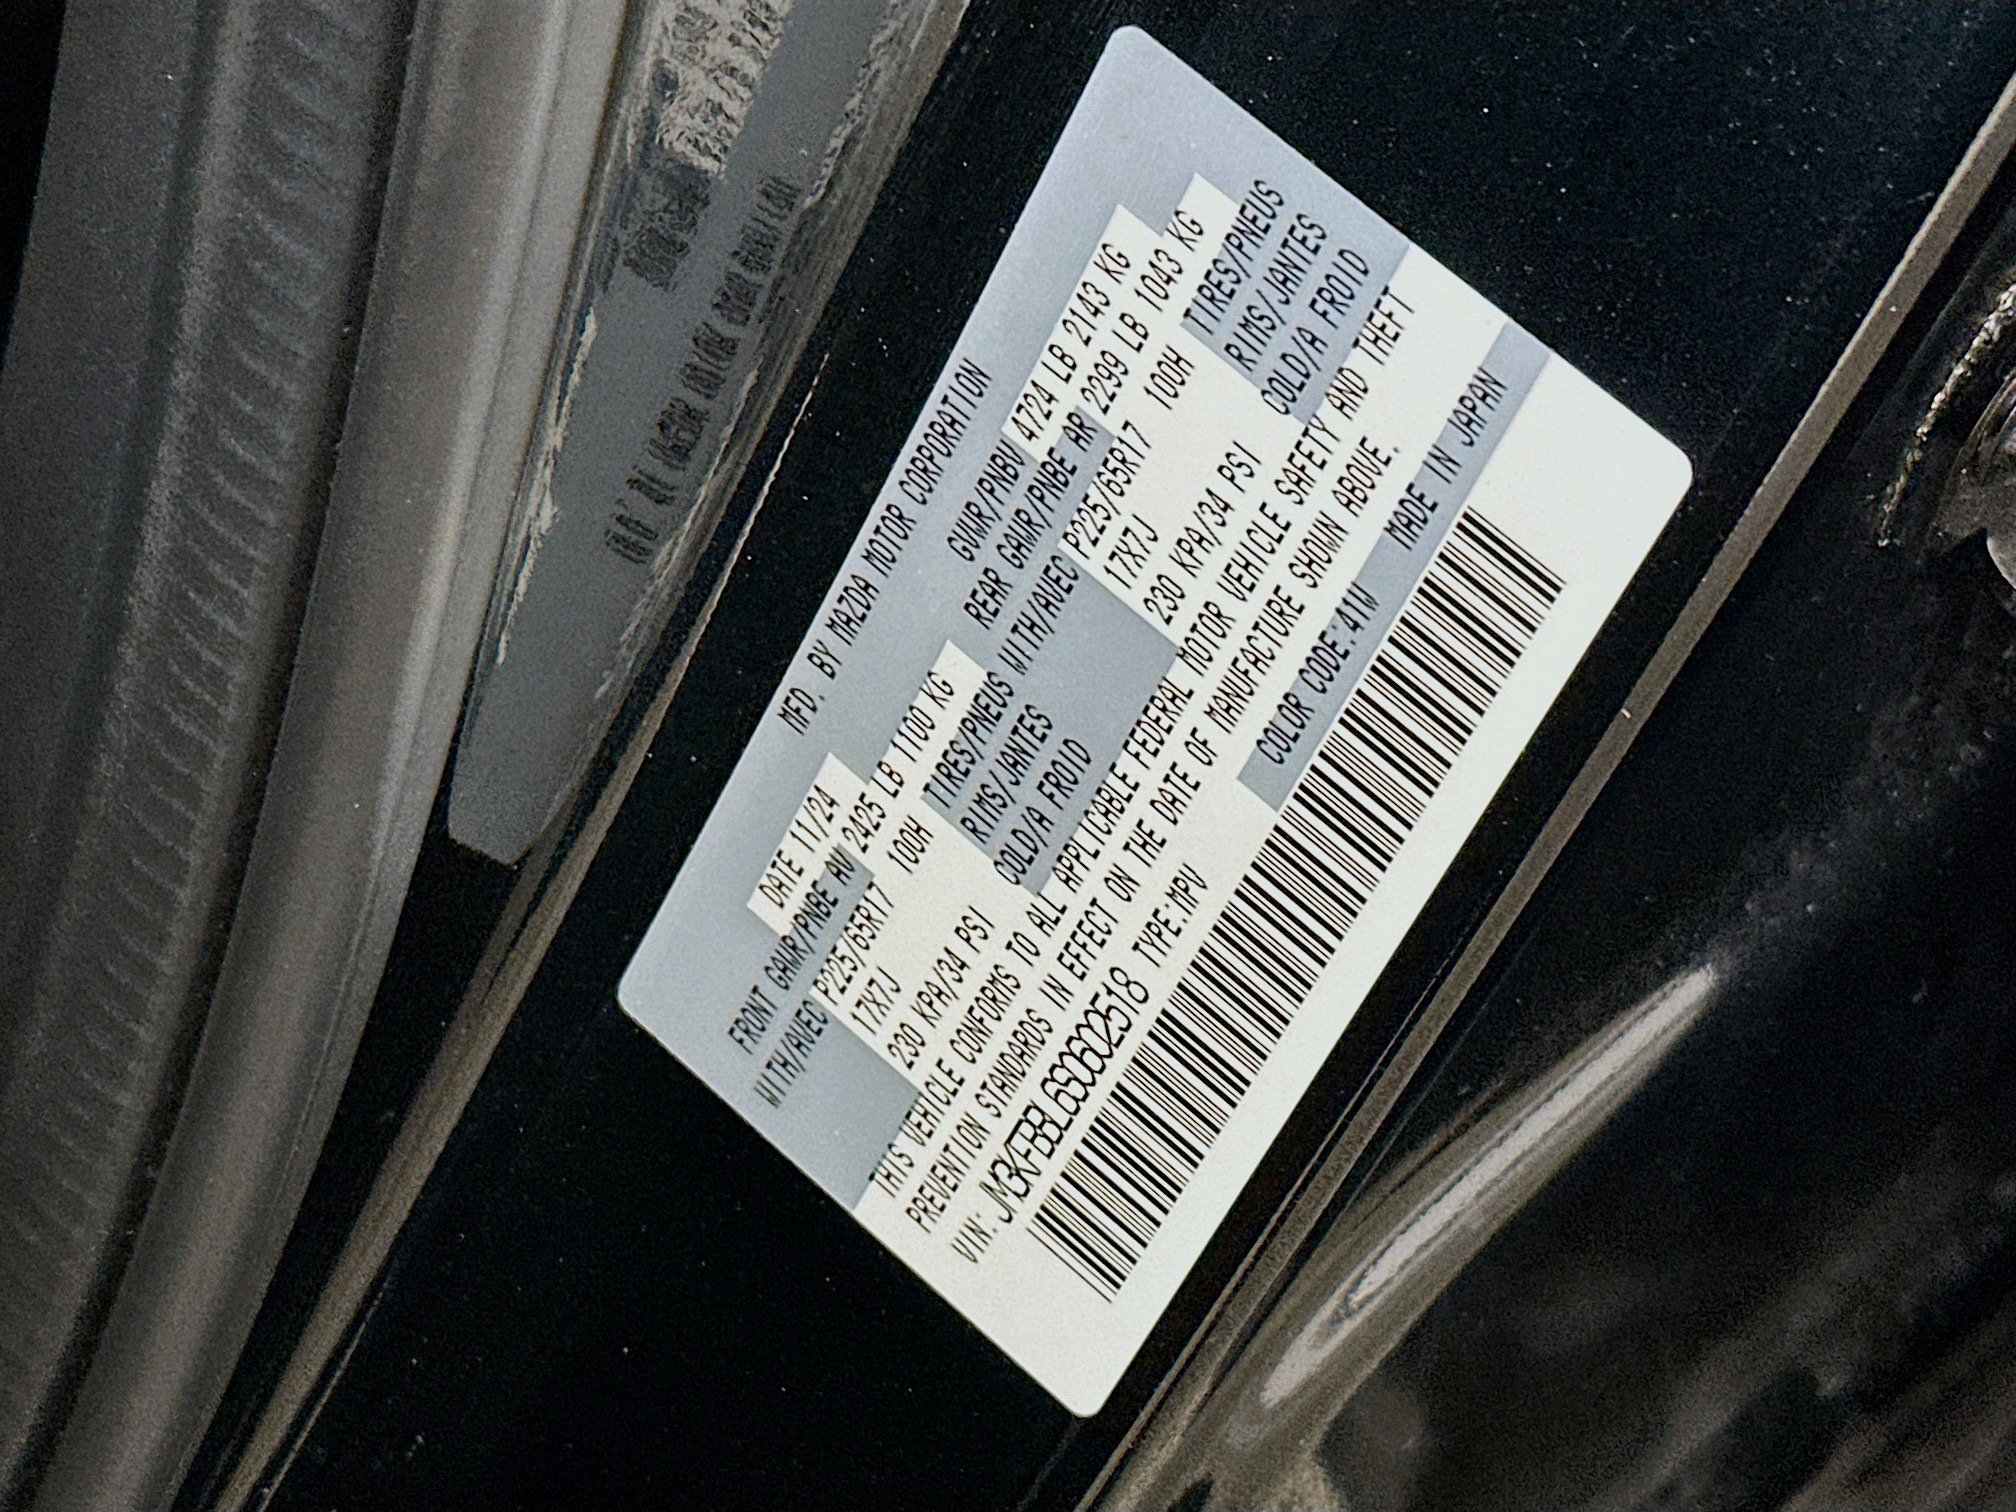 MFD. BY MAZDA MOTOR CORPORATION
DATE 11/24 GVWR/PNBV 4724 LB 2143 KG
FRONT GAWR/PNBE AV 2425 LB 1100 KG REAR GAWR/PNBE AR 2299 LB 1043 KG
WITH/AVEC P225/65R17 100H TIRES/PNEUS WITH/AVEC P225/65R17 100H TIRES/PNEUS
17X7J RIMS/JANTES 17X7J RIMS/JANTES
230 KPA/34 PSI COLD/A FROID 230 KPA/34 PSI COLD/A FROID
THIS VEHICLE CONFORMS TO ALL APPLICABLE FEDERAL MOTOR VEHICLE SAFETY AND THEFT
PREVENTION STANDARDS IN EFFECT ON THE DATE OF MANUFACTURE SHOWN ABOVE.
VIN: JM3KFBBL6S0602518 TYPE:MPV COLOR CODE:41W MADE IN JAPAN